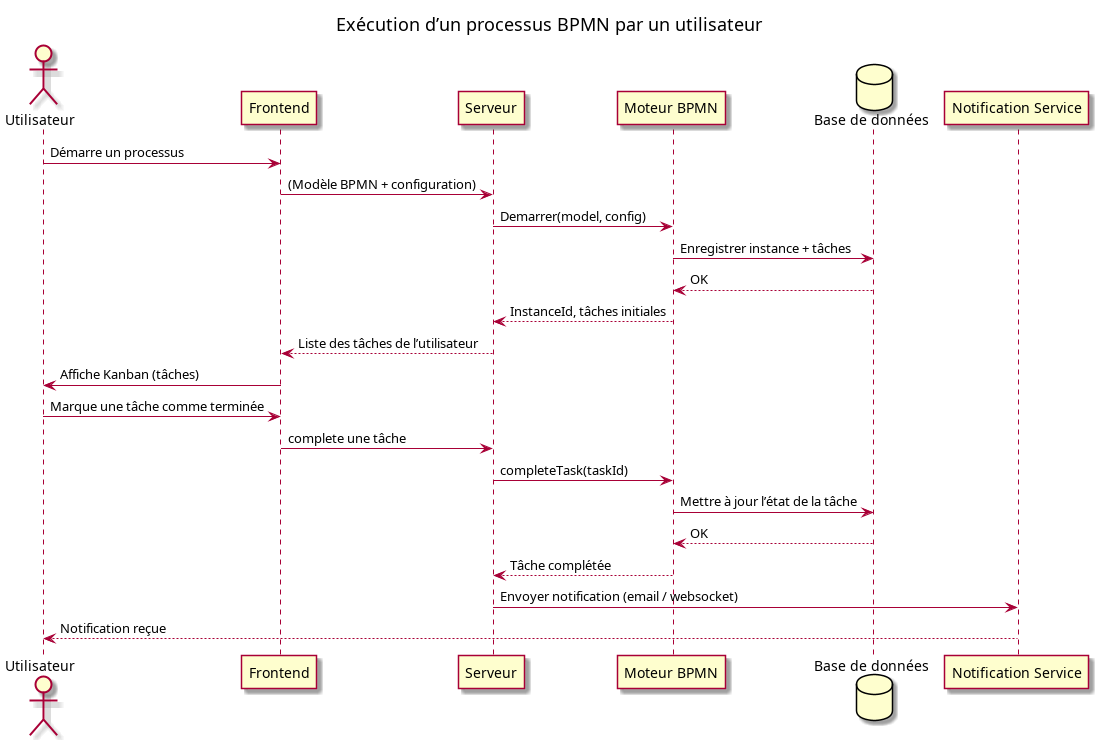 Exécution d’un processus BPMN par un utilisateur
Utilisateur
Frontend
Serveur
Moteur BPMN
Base de données
Notification Service
Démarre un processus
(Modèle BPMN + configuration)
Demarrer(model, config)
Enregistrer instance + tâches
OK
InstanceId, tâches initiales
Liste des tâches de l’utilisateur
Affiche Kanban (tâches)
Marque une tâche comme terminée
complete une tâche
completeTask(taskId)
Mettre à jour l’état de la tâche
OK
Tâche complétée
Envoyer notification (email / websocket)
Notification reçue
Utilisateur
Frontend
Serveur
Moteur BPMN
Base de données
Notification Service